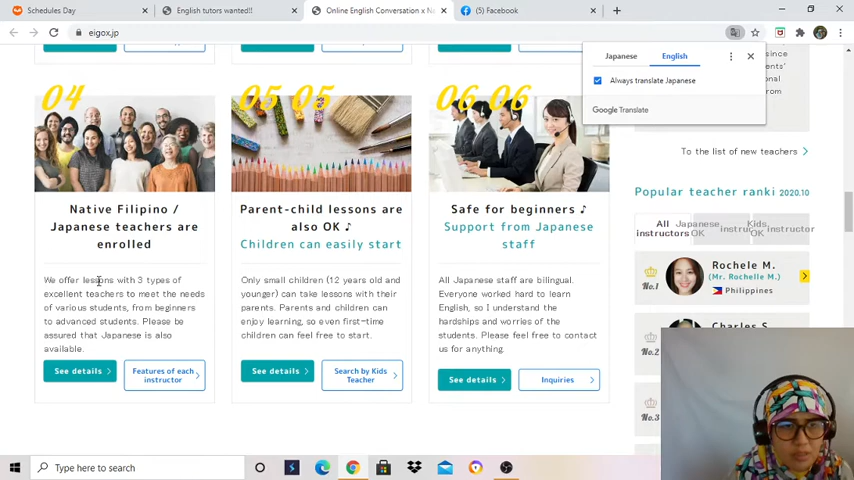 Schedules Day
English tutors wanted!!
Online English Conversation x Na
(5) Facebook
eigox.jp
Japanese
English
Always translate Japanese
Google Translate
04
05 05
06 06
Native Filipino /
Japanese teachers are
enrolled
We offer lessons with 3 types of
excellent teachers to meet the needs
of various students, from beginners
to advanced students. Please be
assured that Japanese is also
available.
See details
Features of each
instructor
Parent-child lessons are
also OK ♪
Children can easily start
Only small children (12 years old and
younger) can take lessons with their
parents. Parents and children can
enjoy learning, so even first-time
children can feel free to start.
See details
Search by Kids
Teacher
Safe for beginners ♪
Support from Japanese
staff
All Japanese staff are bilingual.
Everyone worked hard to learn
English, so I understand the
hardships and worries of the
students. Please feel free to contact
us for anything.
See details
Inquiries
since
To the list of new teachers
Popular teacher ranki 2020.10
All
instructors
Japanese
OK
instruc
Kids
OK
instructor
No.1
Rochele M.
(Mr. Rochelle M.)
Philippines
No.2
Charles S.
No.3
Type here to search